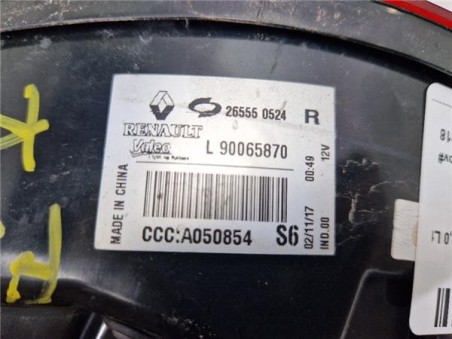 26555 0524 R
RENAULT
Valeo L 90065870
MADE IN CHINA
CCC:A050854 S6
02/11/17 00:49
IND.00 12V